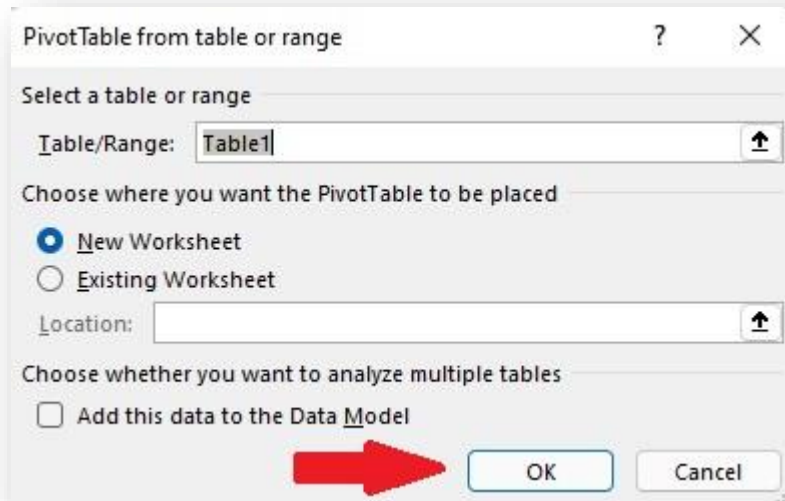 PivotTable from table or range ? ×
Select a table or range
Table/Range: Table1
Choose where you want the PivotTable to be placed
New Worksheet
Existing Worksheet
Location:
Choose whether you want to analyze multiple tables
Add this data to the Data Model
OK Cancel